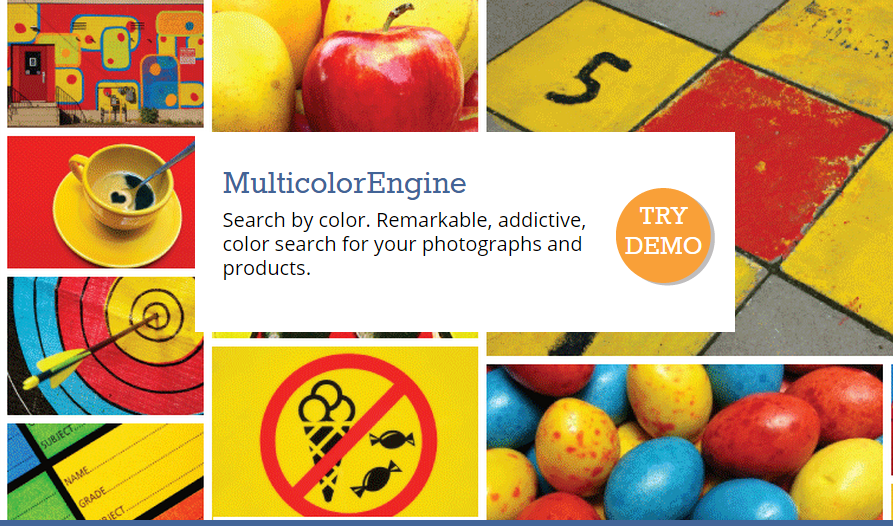 5
MulticolorEngine
Search by color. Remarkable, addictive,
color search for your photographs and
products.
TRY
DEMO
SUBJECT
NAME
GRADE
SUBJECT